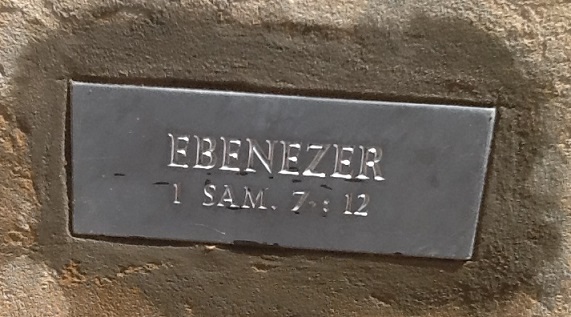 EBENEZER
1 SAM. 7 : 12